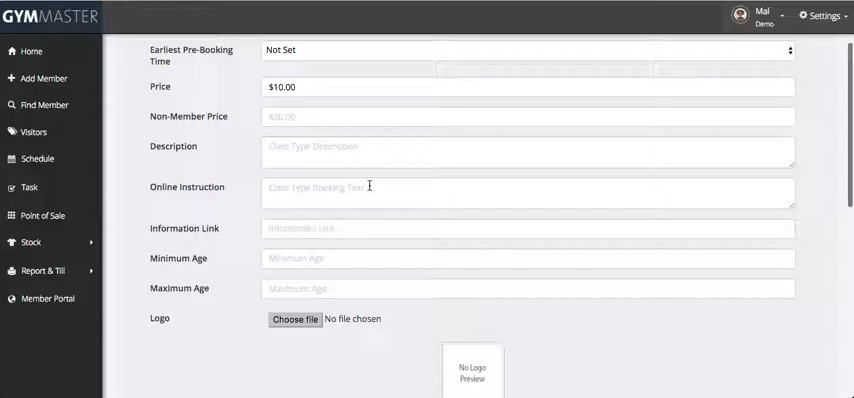 GYMMASTER
Mal
Demo
Settings
Home
Add Member
Find Member
Visitors
Schedule
Task
Point of Sale
Stock
Report & Till
Member Portal
Earliest Pre-Booking Time
Not Set
Price
$10.00
Non-Member Price
$20.00
Description
Class Type Description
Online Instruction
Class Type Booking Text
Information Link
Information Link
Minimum Age
Minimum Age
Maximum Age
Maximum Age
Logo
Choose file No file chosen
No Logo
Preview